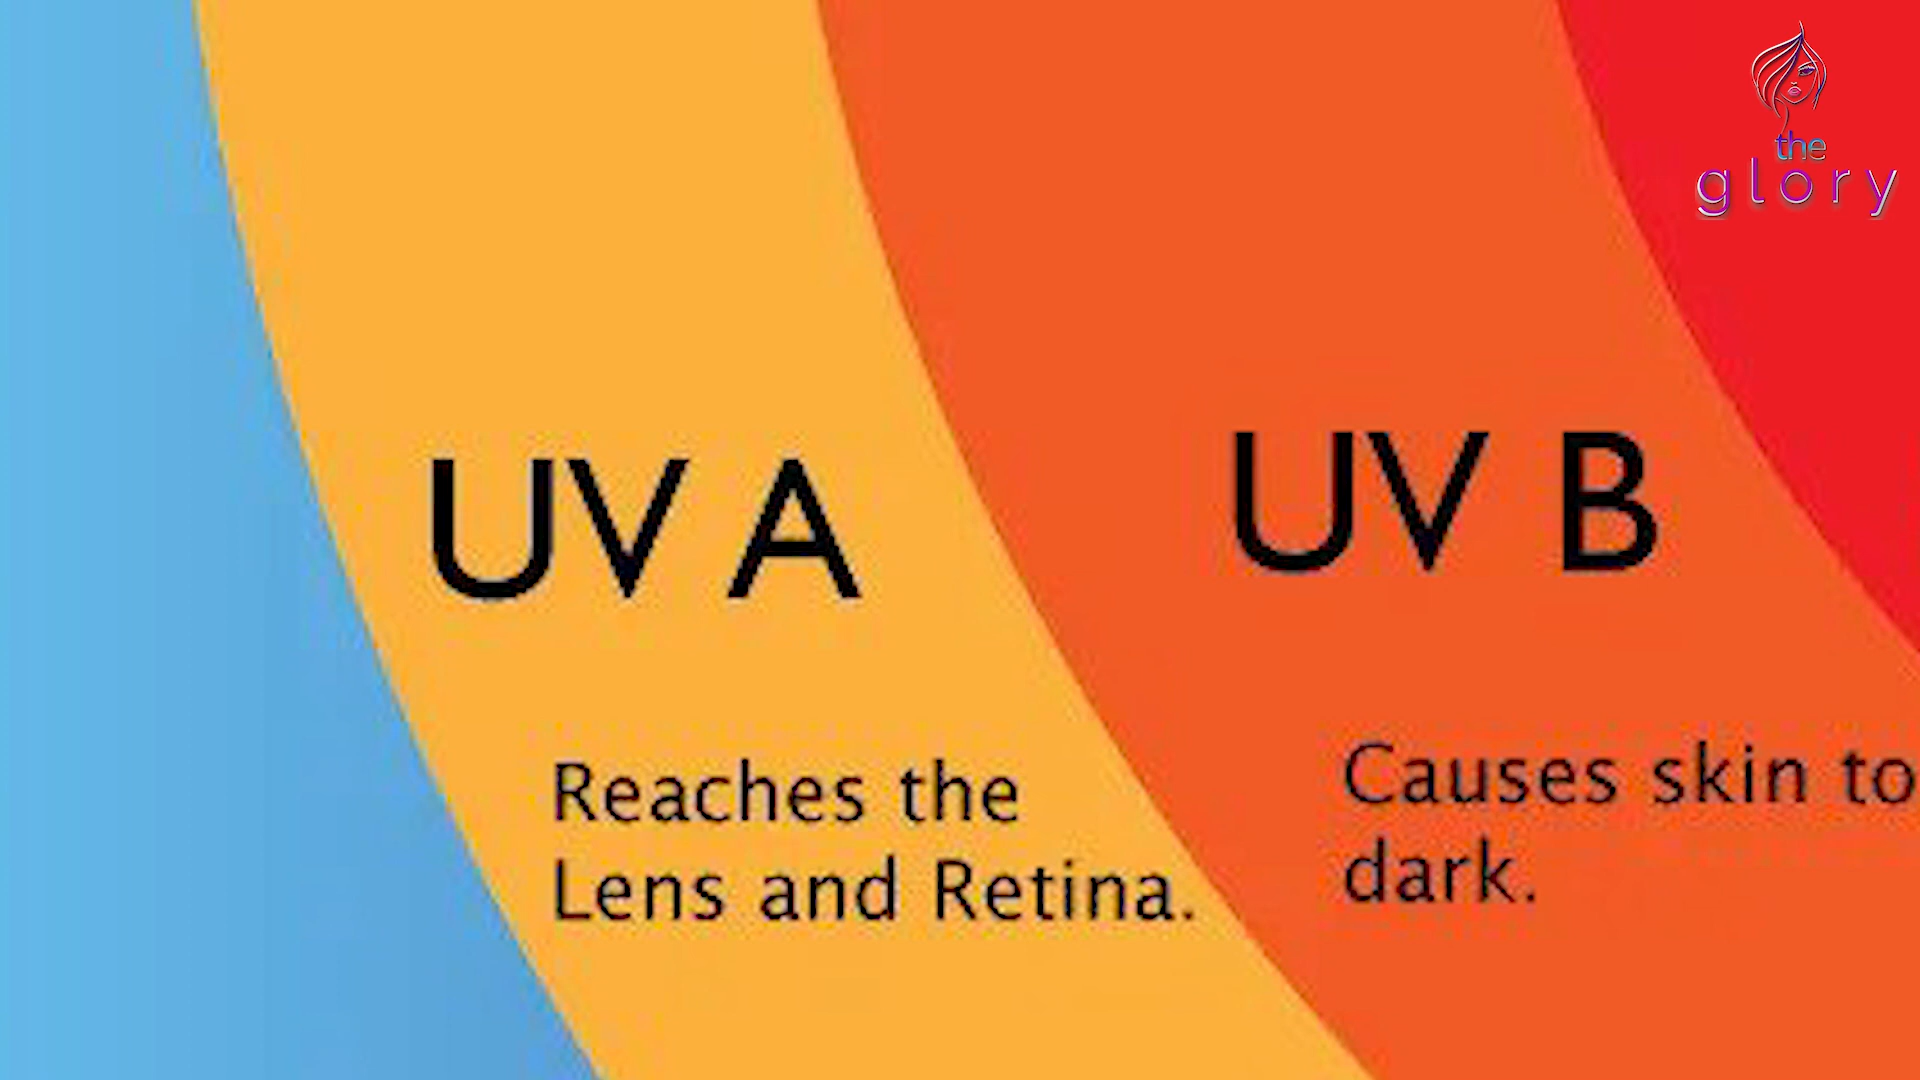 the
glory
UV A
UV B
Reaches the
Lens and Retina.
Causes skin to
dark.